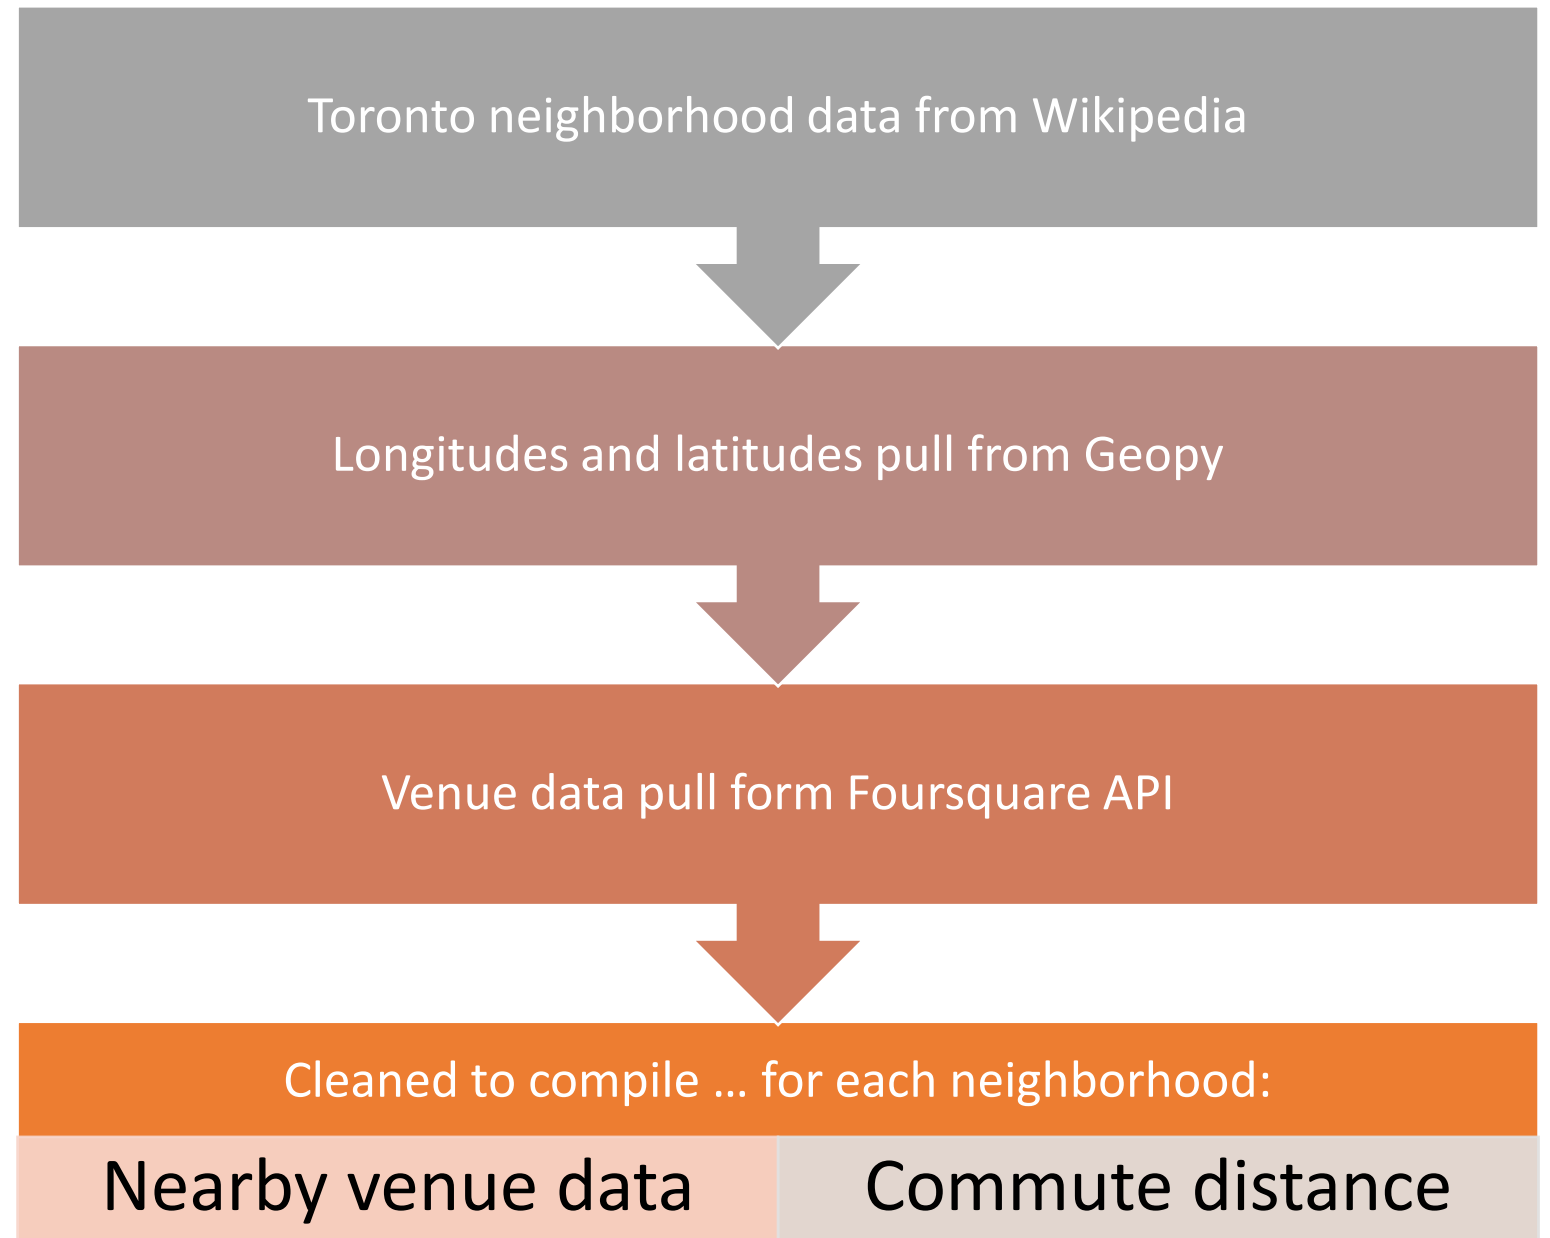 Toronto neighborhood data from Wikipedia
Longitudes and latitudes pull from Geopy
Venue data pull form Foursquare API
Cleaned to compile ... for each neighborhood:
Nearby venue data
Commute distance